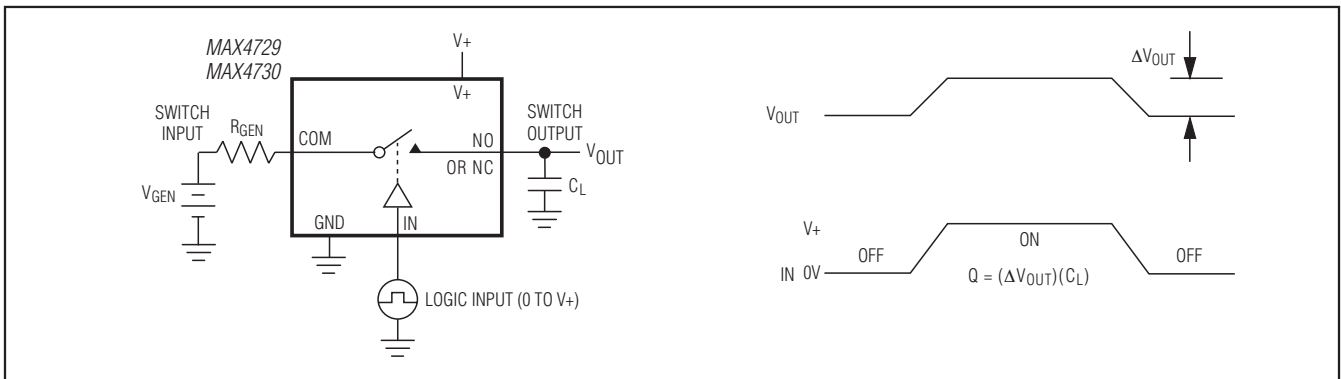 MAX4729
MAX4730
V+
V+
SWITCH
INPUT
RGEN
COM
NO
OR NC
SWITCH
OUTPUT
VOUT
VGEN
CL
GND
IN
LOGIC INPUT (0 TO V+)
ΔVOUT
VOUT
V+
IN 0V
OFF
ON
OFF
Q = (ΔVOUT)(CL)